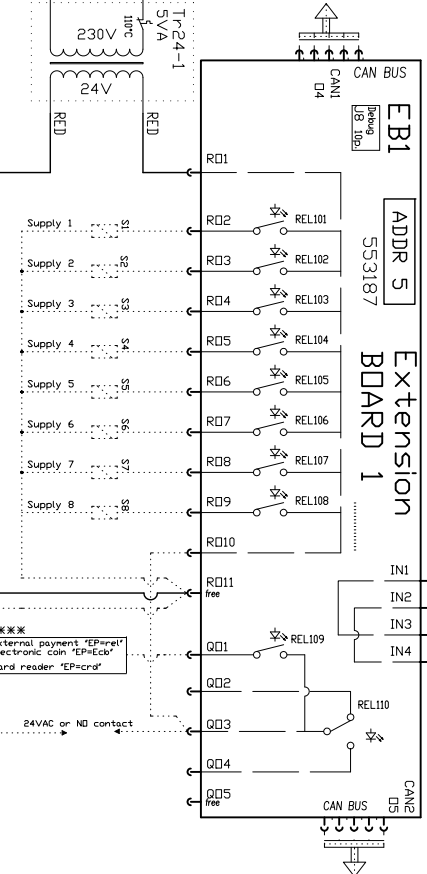 Tr24-1
5VA
110°C
230V
24V
RED
RED
CAN1
O4
CAN BUS
EB1
Debug
J8 10p.
ADDR 5
553187
Extension
BOARD 1
RO1
Supply 1 S1 RO2 REL101
Supply 2 S2 RO3 REL102
Supply 3 S3 RO4 REL103
Supply 4 S4 RO5 REL104
Supply 5 S5 RO6 REL105
Supply 6 S6 RO7 REL106
Supply 7 S7 RO8 REL107
Supply 8 S8 RO9 REL108
RO10
RO11
free
IN1
IN2
IN3
IN4
***
xternal payment "EP=rel"
lectronic coin "EP=Ecb"
ard reader "EP=crd"
QO1 REL109
QO2
REL110
24VAC or NO contact
QO3
QO4
QO5
free
CAN2
O5
CAN BUS